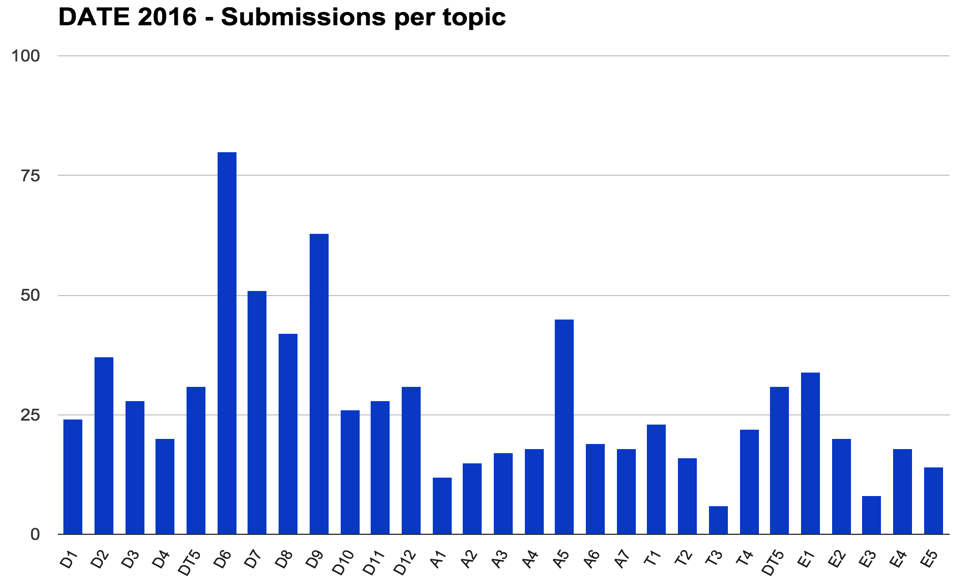 DATE 2016 - Submissions per topic
100
75
50
25
0
D1 D2 D3 D4 DT5 D6 D7 D8 D9 D10 D11 D12 A1 A2 A3 A4 A5 A6 A7 T1 T2 T3 T4 DT5 E1 E2 E3 E4 E5